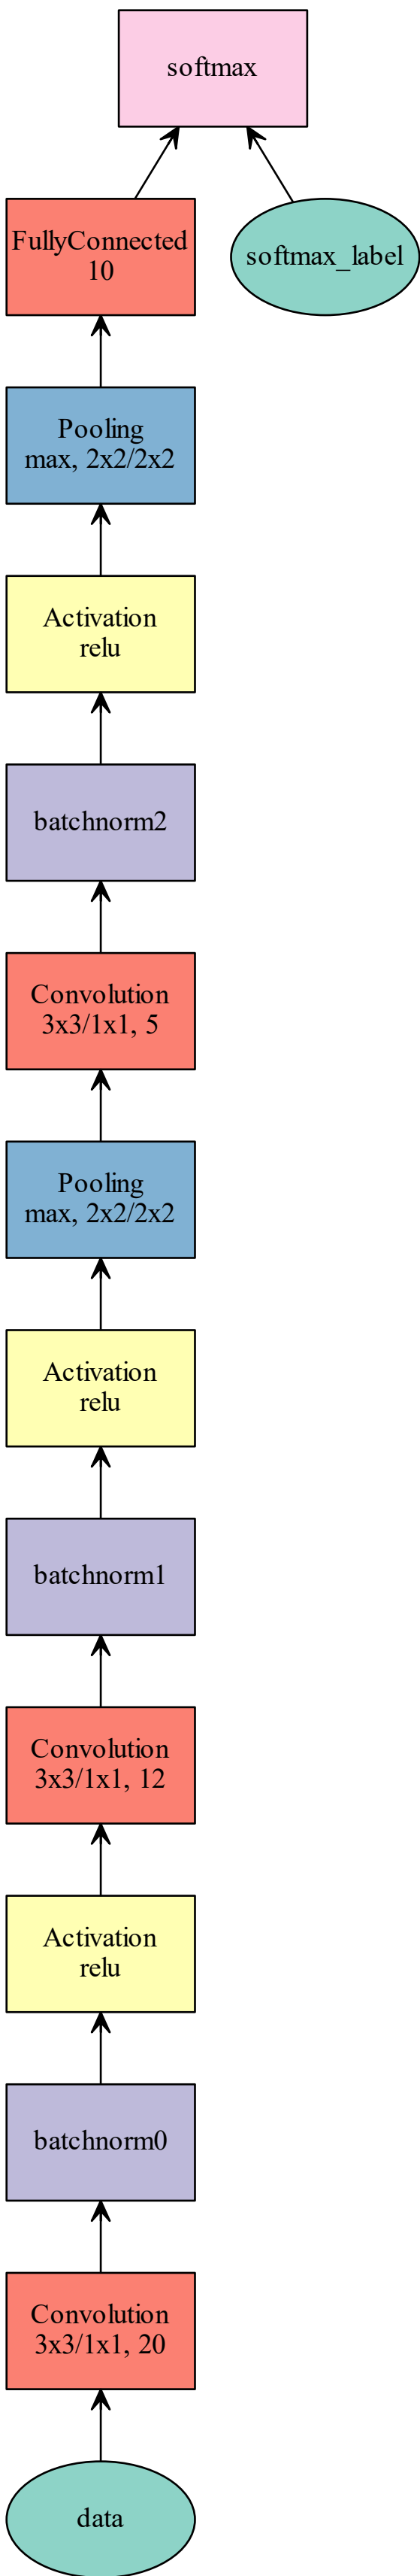 softmax
FullyConnected
10
softmax_label
Pooling
max, 2x2/2x2
Activation
relu
batchnorm2
Convolution
3x3/1x1, 5
Pooling
max, 2x2/2x2
Activation
relu
batchnorm1
Convolution
3x3/1x1, 12
Activation
relu
batchnorm0
Convolution
3x3/1x1, 20
data